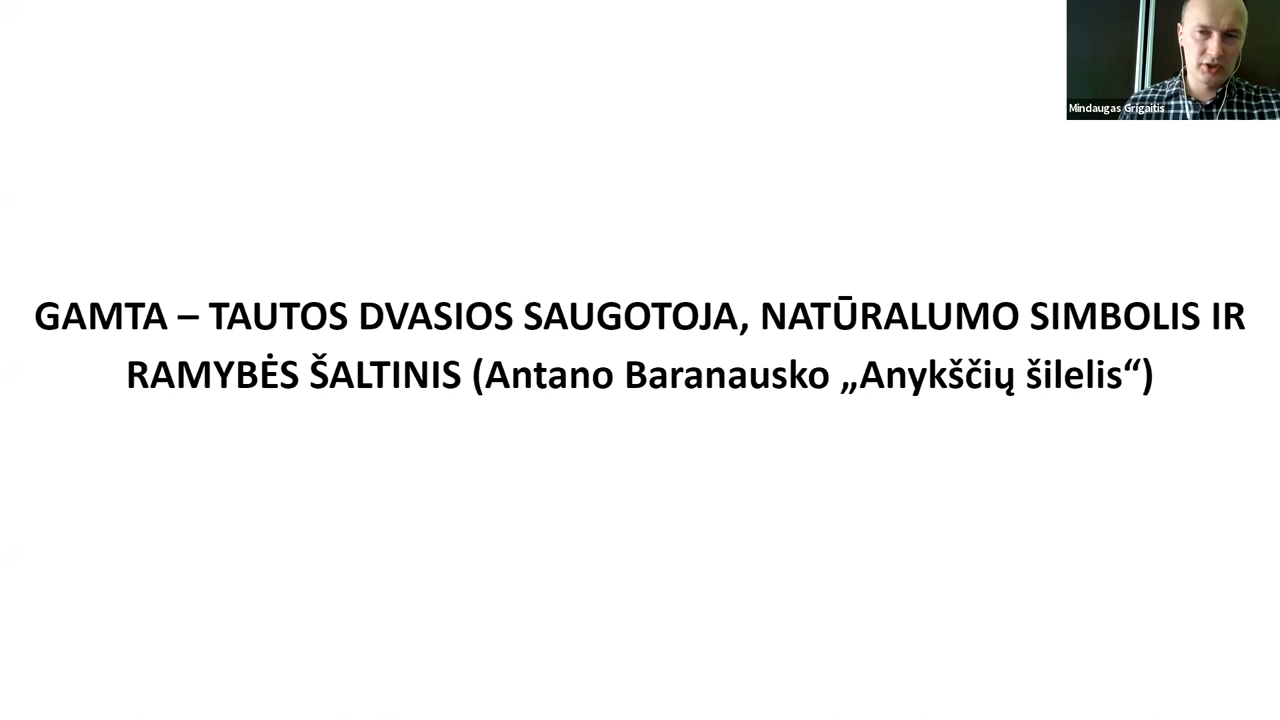 Mindaugas Grigaitis
GAMTA – TAUTOS DVASIOS SAUGOTOJA, NATŪRALUMO SIMBOLIS IR
RAMYBĖS ŠALTINIS (Antano Baranausko „Anykščių šilelis“)